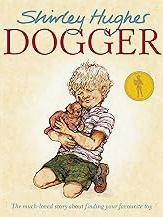 Shirley Hughes
DOGGER
The much-loved story about finding your favourite toy